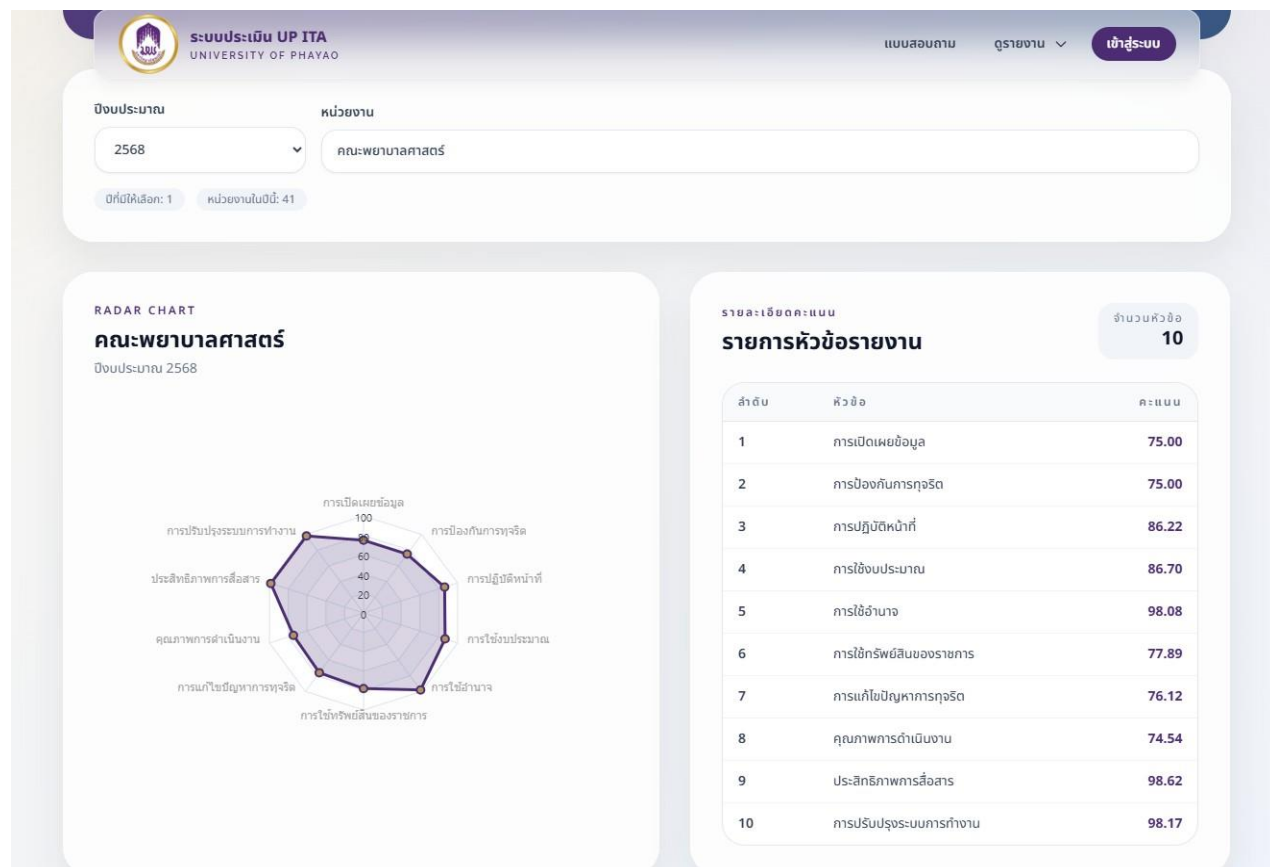 ระบบประเมิน UP ITA
UNIVERSITY OF PHAYAO
แบบสอบถาม
ดูรายงาน
เข้าสู่ระบบ
ปีงบประมาณ
หน่วยงาน
2568
คณะพยาบาลศาสตร์
ปีที่มีให้เลือก: 1
หน่วยงานในปีนี้: 41
RADAR CHART
คณะพยาบาลศาสตร์
ปีงบประมาณ 2568
การเปิดเผยข้อมูล
การป้องกันการทุจริต
การปฏิบัติหน้าที่
การใช้งบประมาณ
การใช้อำนาจ
การใช้ทรัพย์สินของราชการ
การแก้ไขปัญหาการทุจริต
คุณภาพการดำเนินงาน
ประสิทธิภาพการสื่อสาร
การปรับปรุงระบบการทำงาน
100
80
60
40
20
0
รายละเอียดคะแนน
รายการหัวข้อรายงาน
จำนวนหัวข้อ
10
ลำดับ หัวข้อ คะแนน
1 การเปิดเผยข้อมูล 75.00
2 การป้องกันการทุจริต 75.00
3 การปฏิบัติหน้าที่ 86.22
4 การใช้งบประมาณ 86.70
5 การใช้อำนาจ 98.08
6 การใช้ทรัพย์สินของราชการ 77.89
7 การแก้ไขปัญหาการทุจริต 76.12
8 คุณภาพการดำเนินงาน 74.54
9 ประสิทธิภาพการสื่อสาร 98.62
10 การปรับปรุงระบบการทำงาน 98.17